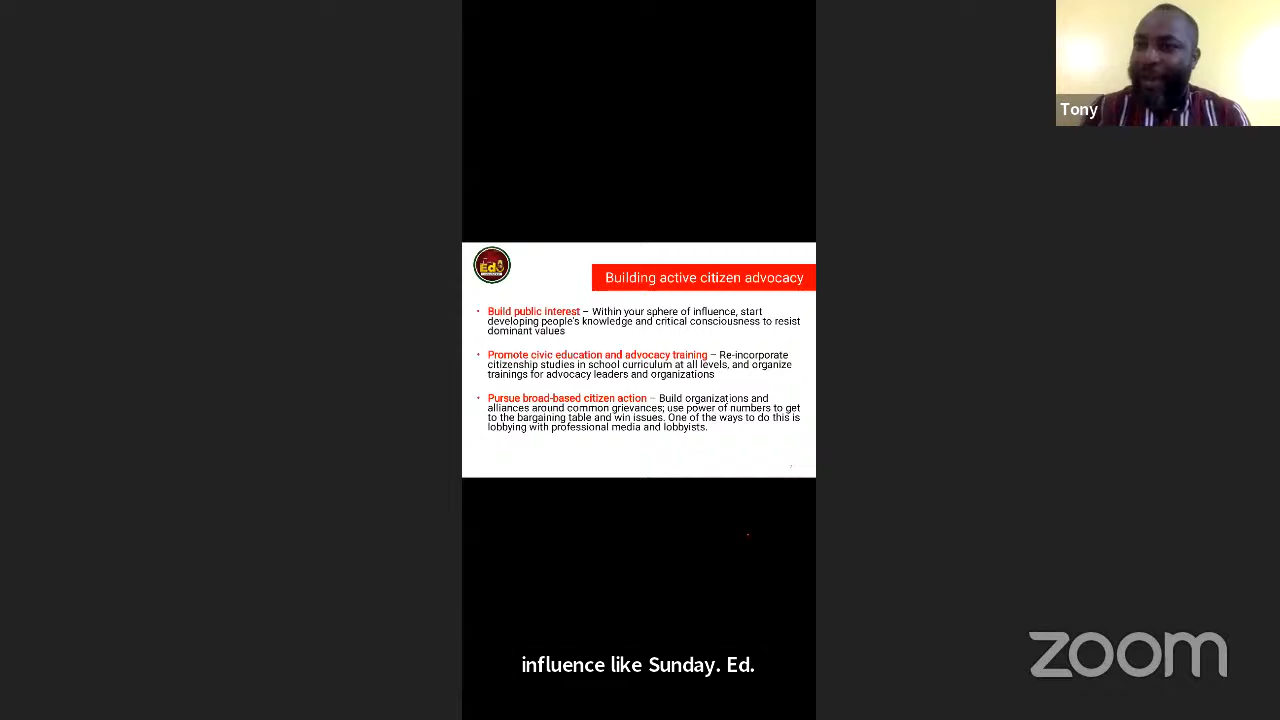 Tony
Ed
Building active citizen advocacy
• Build public interest – Within your sphere of influence, start
developing people's knowledge and critical consciousness to resist
dominant values
• Promote civic education and advocacy training – Re-incorporate
citizenship studies in school curriculum at all levels, and organize
trainings for advocacy leaders and organizations
• Pursue broad-based citizen action – Build organizations and
alliances around common grievances; use power of numbers to get
to the bargaining table and win issues. One of the ways to do this is
lobbying with professional media and lobbyists.
influence like Sunday. Ed.
zoom